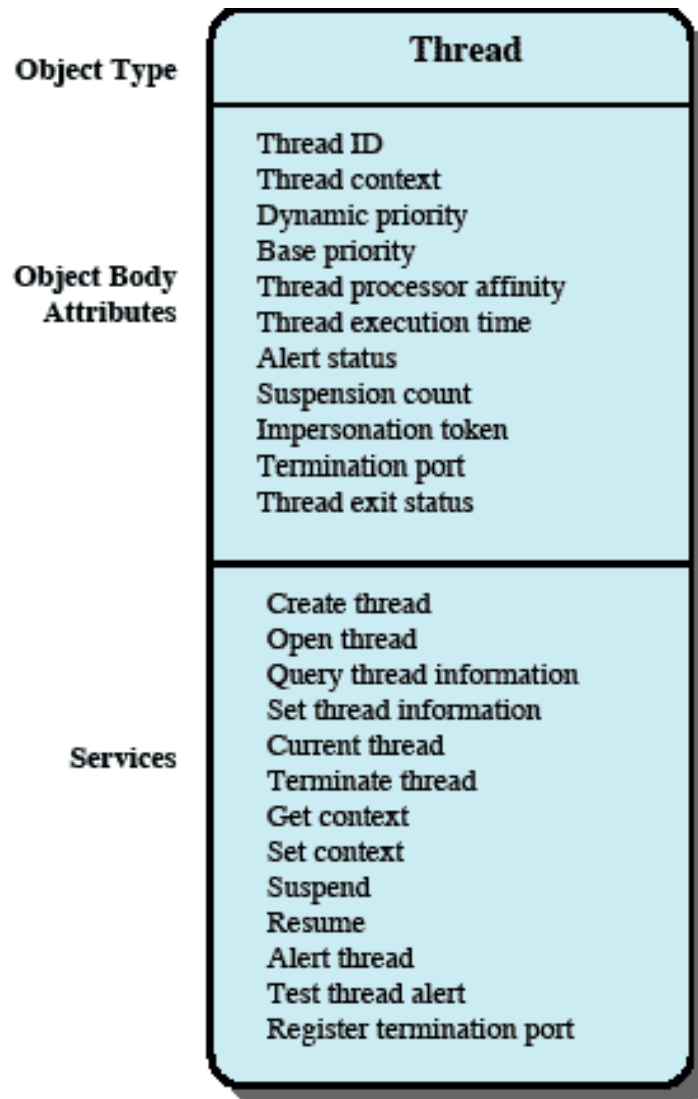 Object Type
Thread
Object Body
Attributes
Thread ID
Thread context
Dynamic priority
Base priority
Thread processor affinity
Thread execution time
Alert status
Suspension count
Impersonation token
Termination port
Thread exit status
Services
Create thread
Open thread
Query thread information
Set thread information
Current thread
Terminate thread
Get context
Set context
Suspend
Resume
Alert thread
Test thread alert
Register termination port